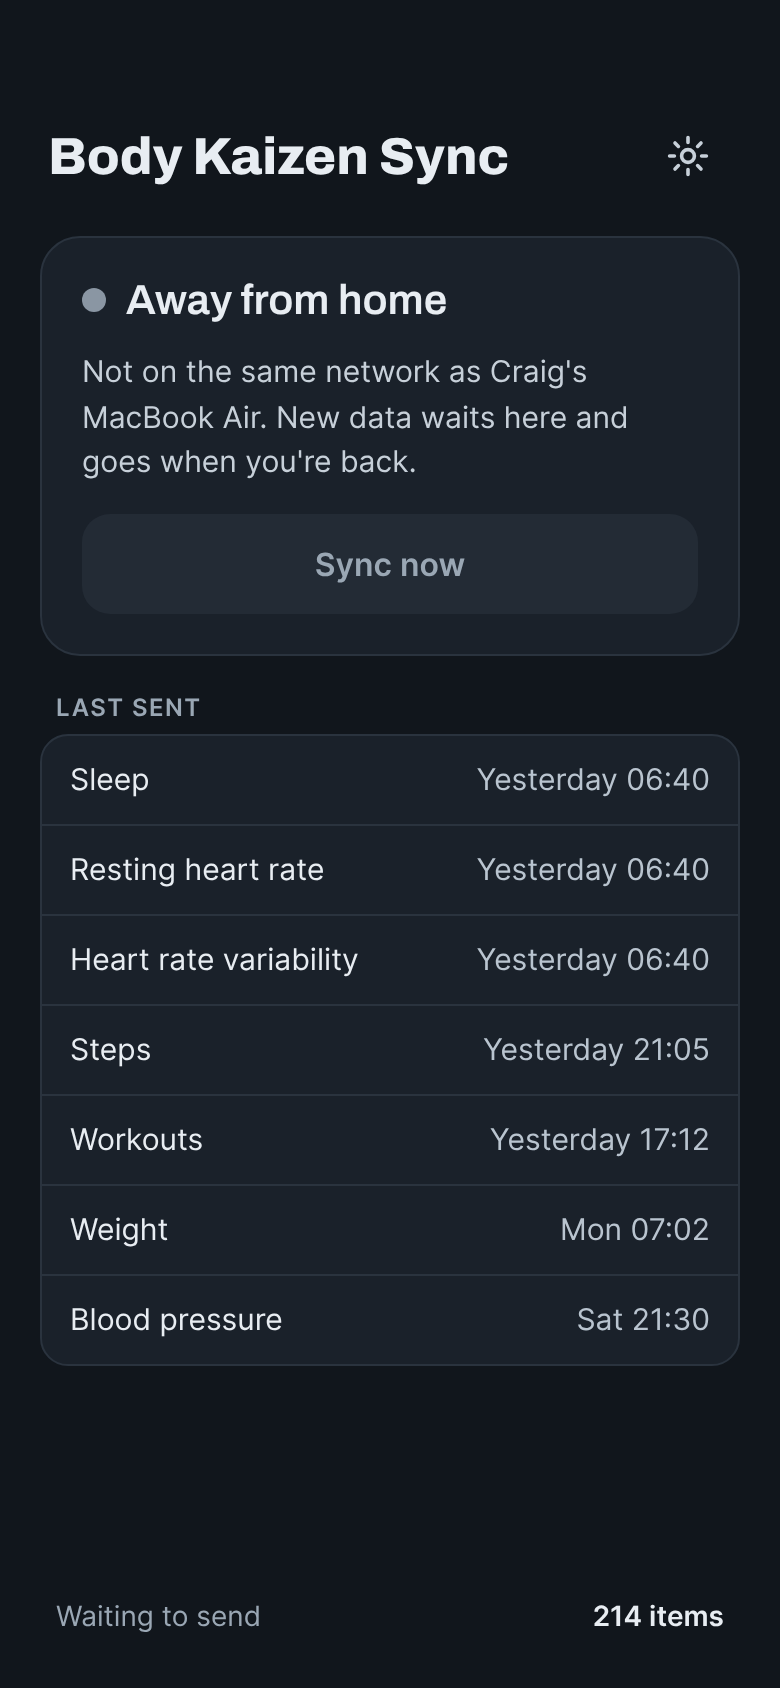 Body Kaizen Sync
Away from home
Not on the same network as Craig's
MacBook Air. New data waits here and
goes when you're back.
Sync now
LAST SENT
Sleep Yesterday 06:40
Resting heart rate Yesterday 06:40
Heart rate variability Yesterday 06:40
Steps Yesterday 21:05
Workouts Yesterday 17:12
Weight Mon 07:02
Blood pressure Sat 21:30
Waiting to send 214 items